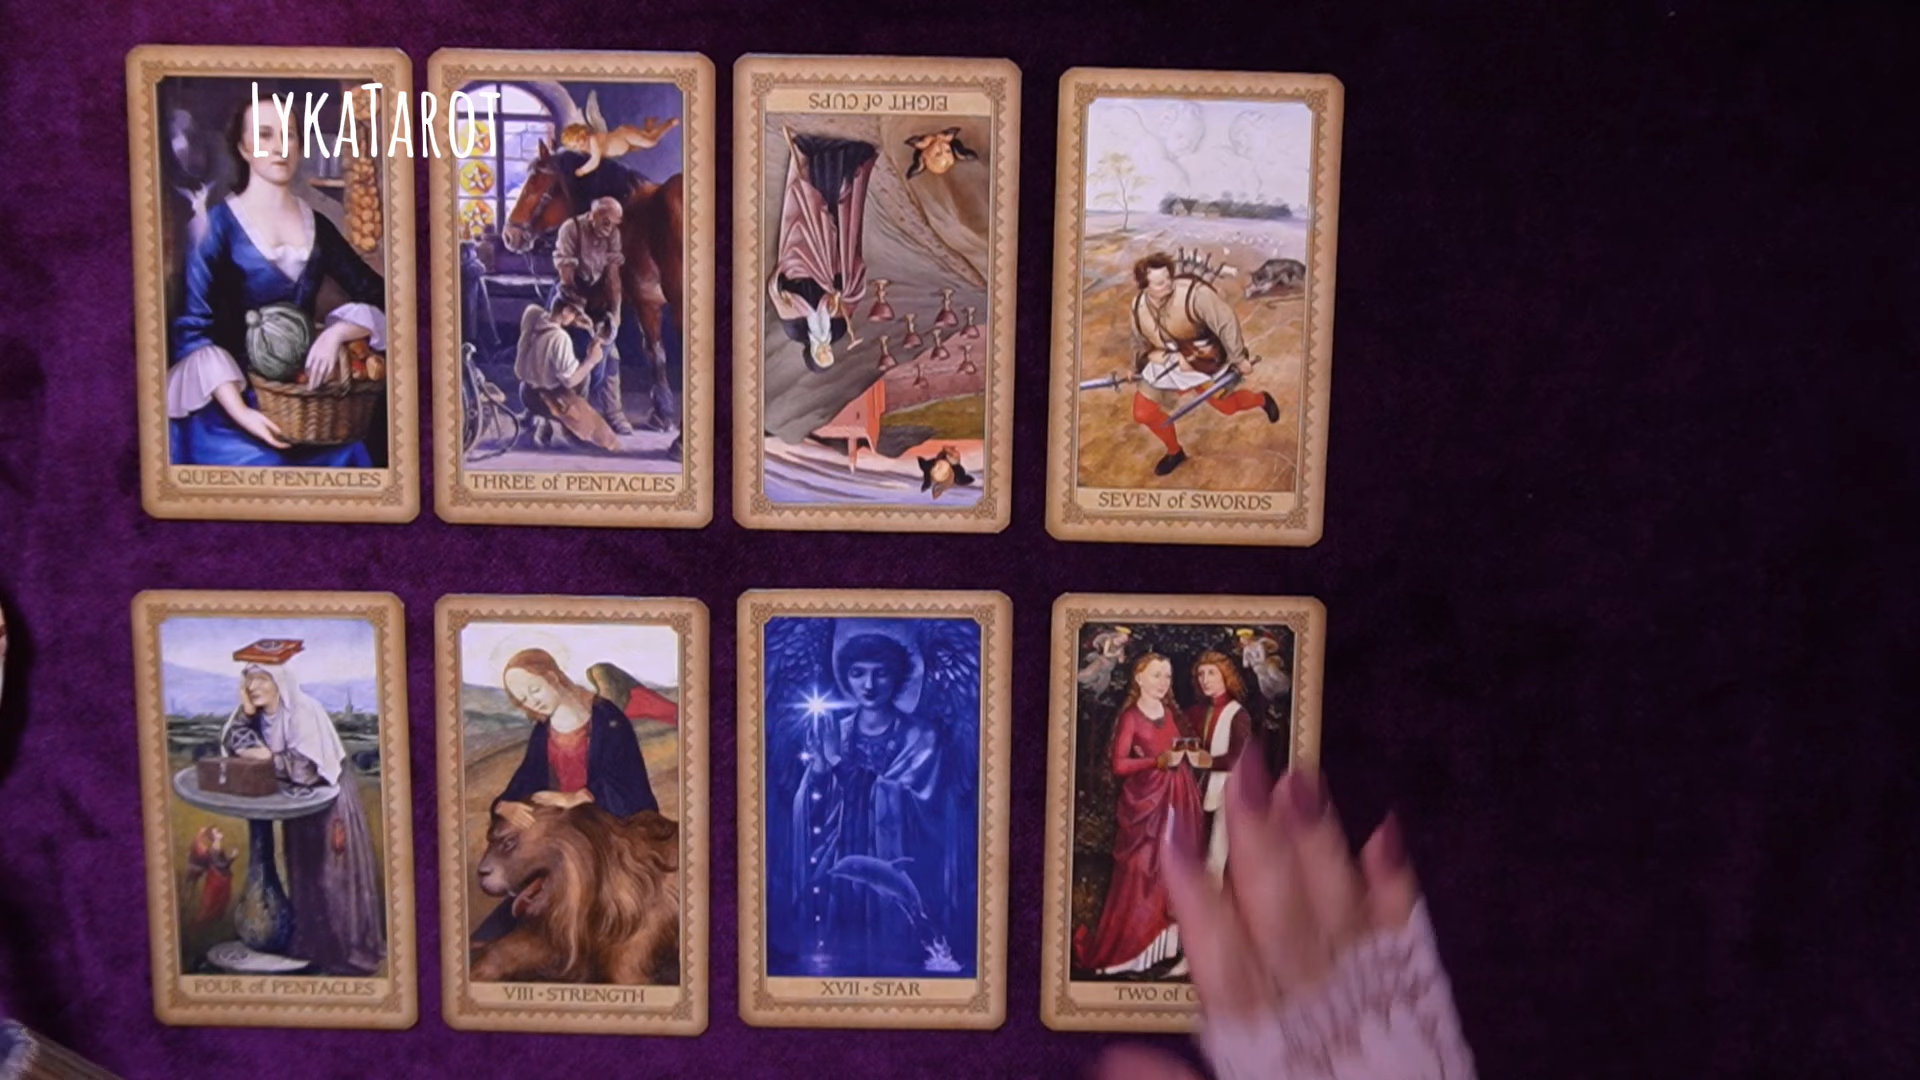 LYKATAROT
QUEEN of PENTACLES
THREE of PENTACLES
EIGHT of CUPS
SEVEN of SWORDS
FOUR of PENTACLES
VIII • STRENGTH
XVII • STAR
TWO of